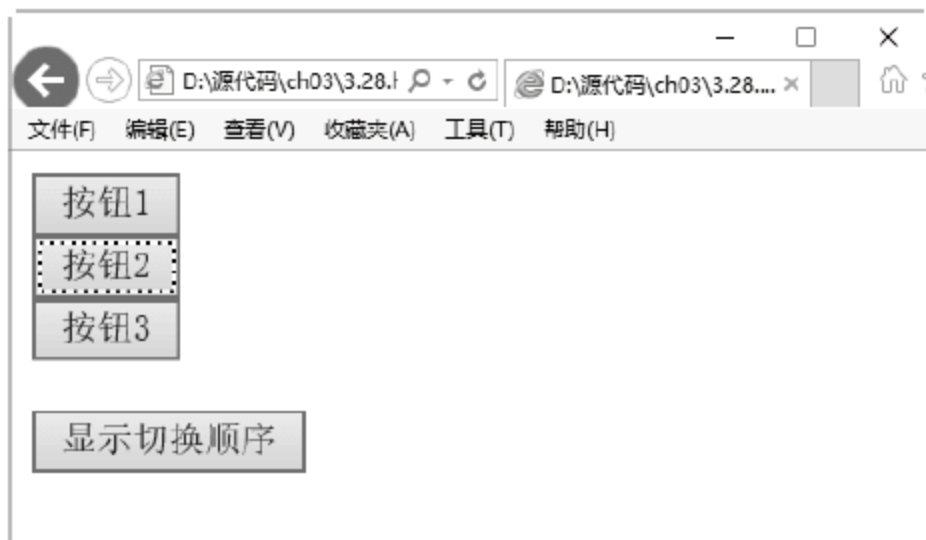 D:\源代码\ch03\3.28.h
D:\源代码\ch03\3.28....
文件(F) 编辑(E) 查看(V) 收藏夹(A) 工具(T) 帮助(H)
按钮1
按钮2
按钮3
显示切换顺序